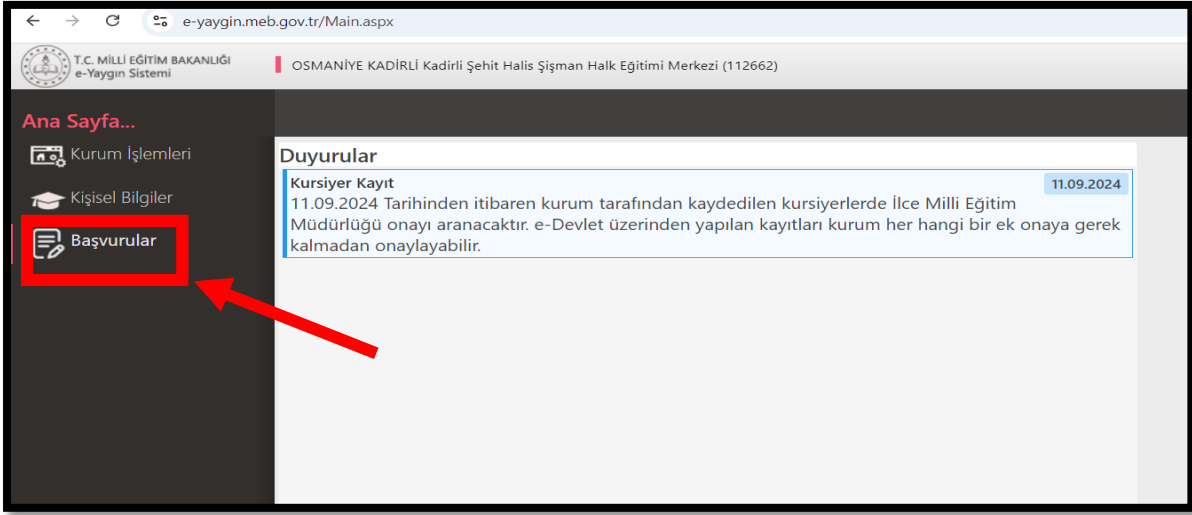 e-yaygin.meb.gov.tr/Main.aspx
T.C. MİLLİ EĞİTİM BAKANLIĞI
e-Yaygın Sistemi
OSMANİYE KADİRLİ Kadirli Şehit Halis Şişman Halk Eğitimi Merkezi (112662)
Ana Sayfa...
Kurum İşlemleri
Kişisel Bilgiler
Başvurular
Duyurular
Kursiyer Kayıt
11.09.2024
11.09.2024 Tarihinden itibaren kurum tarafından kaydedilen kursiyerlerde İlce Milli Eğitim
Müdürlüğü onayı aranacaktır. e-Devlet üzerinden yapılan kayıtları kurum her hangi bir ek onaya gerek
kalmadan onaylayabilir.